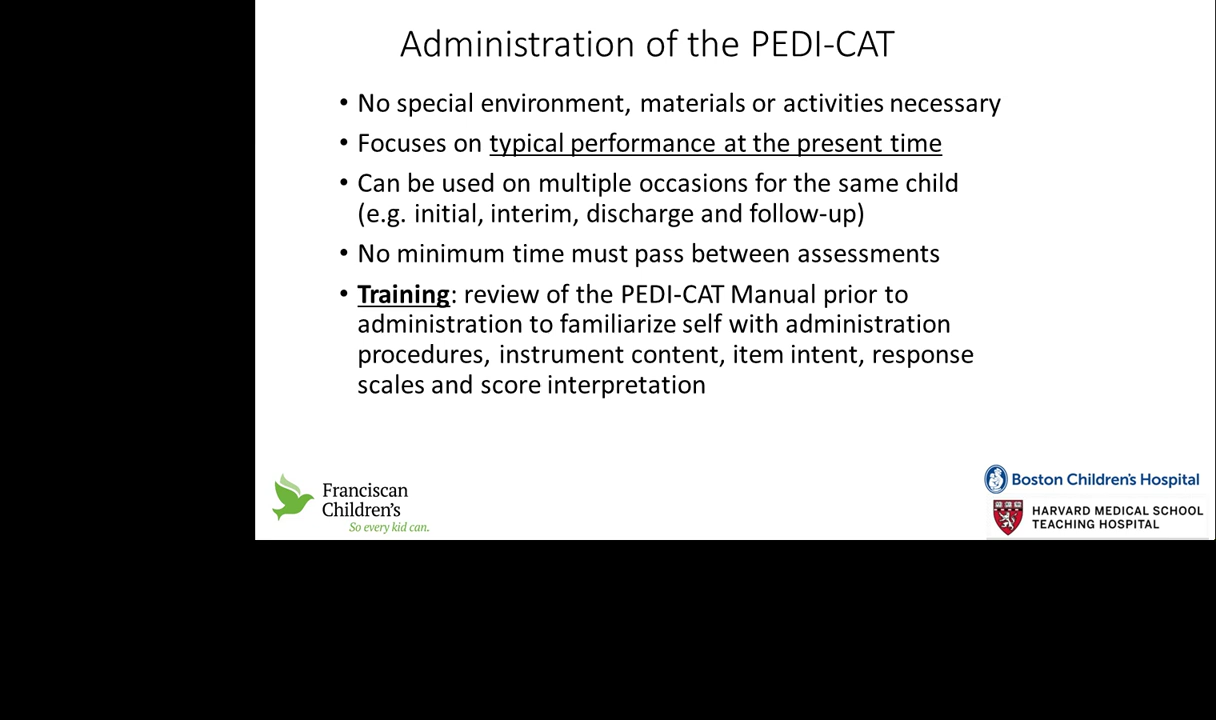 Administration of the PEDI-CAT
• No special environment, materials or activities necessary
• Focuses on typical performance at the present time
• Can be used on multiple occasions for the same child
(e.g. initial, interim, discharge and follow-up)
• No minimum time must pass between assessments
• Training: review of the PEDI-CAT Manual prior to
administration to familiarize self with administration
procedures, instrument content, item intent, response
scales and score interpretation
Franciscan
Children's
So every kid can.
Boston Children's Hospital
HARVARD MEDICAL SCHOOL
TEACHING HOSPITAL